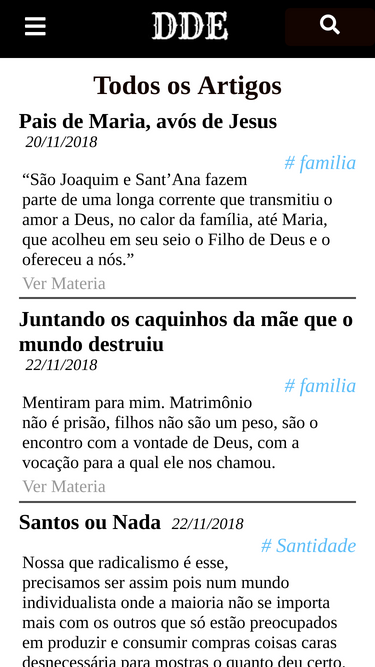 DDE
Todos os Artigos
Pais de Maria, avós de Jesus
20/11/2018
# familia
“São Joaquim e Sant’Ana fazem
parte de uma longa corrente que transmitiu o
amor a Deus, no calor da família, até Maria,
que acolheu em seu seio o Filho de Deus e o
ofereceu a nós.”
Ver Materia
Juntando os caquinhos da mãe que o
mundo destruiu
22/11/2018
# familia
Mentiram para mim. Matrimônio
não é prisão, filhos não são um peso, são o
encontro com a vontade de Deus, com a
vocação para a qual ele nos chamou.
Ver Materia
Santos ou Nada 22/11/2018
# Santidade
Nossa que radicalismo é esse,
precisamos ser assim pois num mundo
individualista onde a maioria não se importa
mais com os outros que só estão preocupados
em produzir e consumir compras coisas caras
desnecessária para mostras o quanto deu certo.